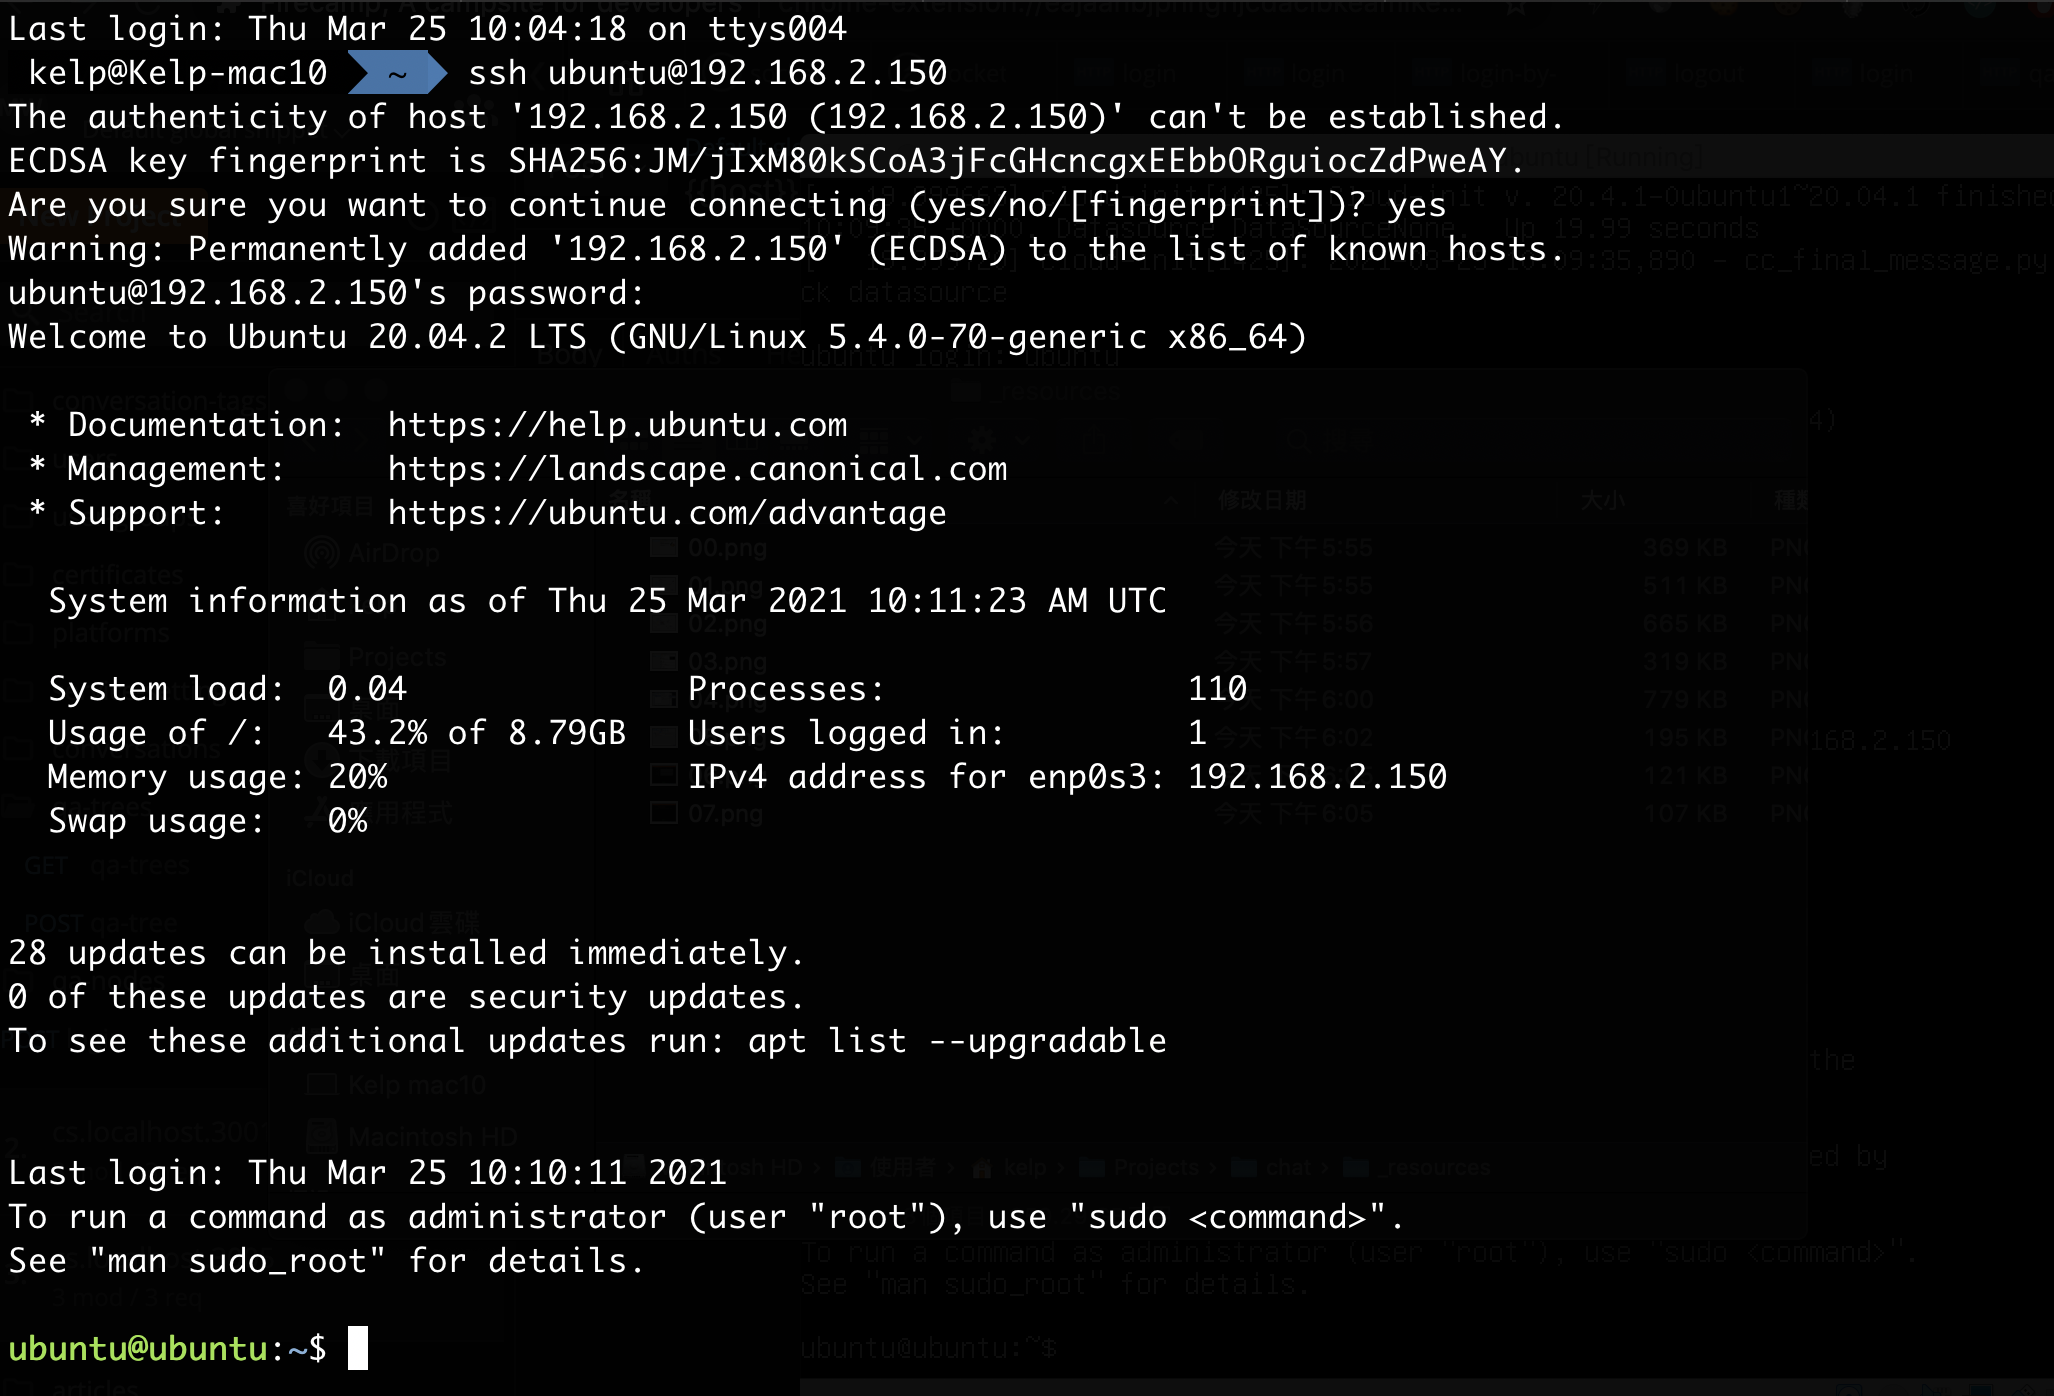 Last login: Thu Mar 25 10:04:18 on ttys004
kelp@Kelp-mac10 ~ ssh ubuntu@192.168.2.150
The authenticity of host '192.168.2.150 (192.168.2.150)' can't be established.
ECDSA key fingerprint is SHA256:JM/jIxM80kSCoA3jFcGHcncgxEEbbORguiocZdPweAY.
Are you sure you want to continue connecting (yes/no/[fingerprint])? yes
Warning: Permanently added '192.168.2.150' (ECDSA) to the list of known hosts.
ubuntu@192.168.2.150's password:
Welcome to Ubuntu 20.04.2 LTS (GNU/Linux 5.4.0-70-generic x86_64)
* Documentation: https://help.ubuntu.com
* Management: https://landscape.canonical.com
* Support: https://ubuntu.com/advantage
System information as of Thu 25 Mar 2021 10:11:23 AM UTC
System load: 0.04 Processes: 110
Usage of /: 43.2% of 8.79GB Users logged in: 1
Memory usage: 20% IPv4 address for enp0s3: 192.168.2.150
Swap usage: 0%
28 updates can be installed immediately.
0 of these updates are security updates.
To see these additional updates run: apt list --upgradable
Last login: Thu Mar 25 10:10:11 2021
To run a command as administrator (user "root"), use "sudo <command>".
See "man sudo_root" for details.
ubuntu@ubuntu:~$